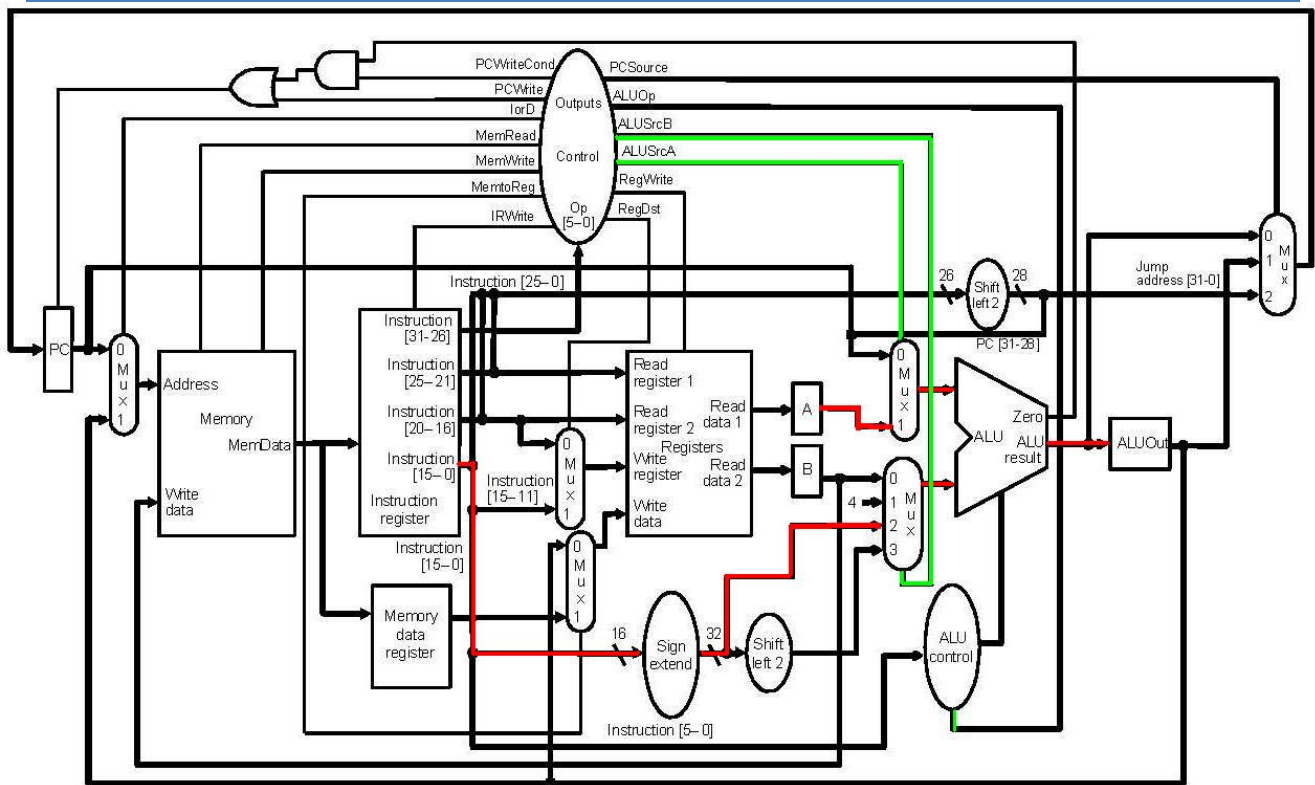 PCWriteCond
PCWrite
IorD
MemRead
MemWrite
MemtoReg
IRWrite
Outputs
Control
Op
[5–0]
PCSource
ALUOp
ALUSrcB
ALUSrcA
RegWrite
RegDst
Instruction [25–0]
26
Shift
left 2
28
Jump
address [31-0]
PC [31-28]
0
1
2
M
u
x
PC
0
M
u
x
1
Address
Memory
MemData
Write
data
Instruction
[31-26]
Instruction
[25–21]
Instruction
[20–16]
Instruction
[15–0]
Instruction
register
Instruction
[15–11]
Instruction
[15–0]
0
M
u
x
1
0
M
u
x
1
Memory
data
register
Read
register 1
Read
register 2
Write
register
Write
data
Registers
Read
data 1
Read
data 2
A
B
4
0
M
u
x
1
0
1
2
3
M
u
x
ALU
Zero
ALU
result
ALUOut
16
Sign
extend
32
Shift
left 2
ALU
control
Instruction [5–0]